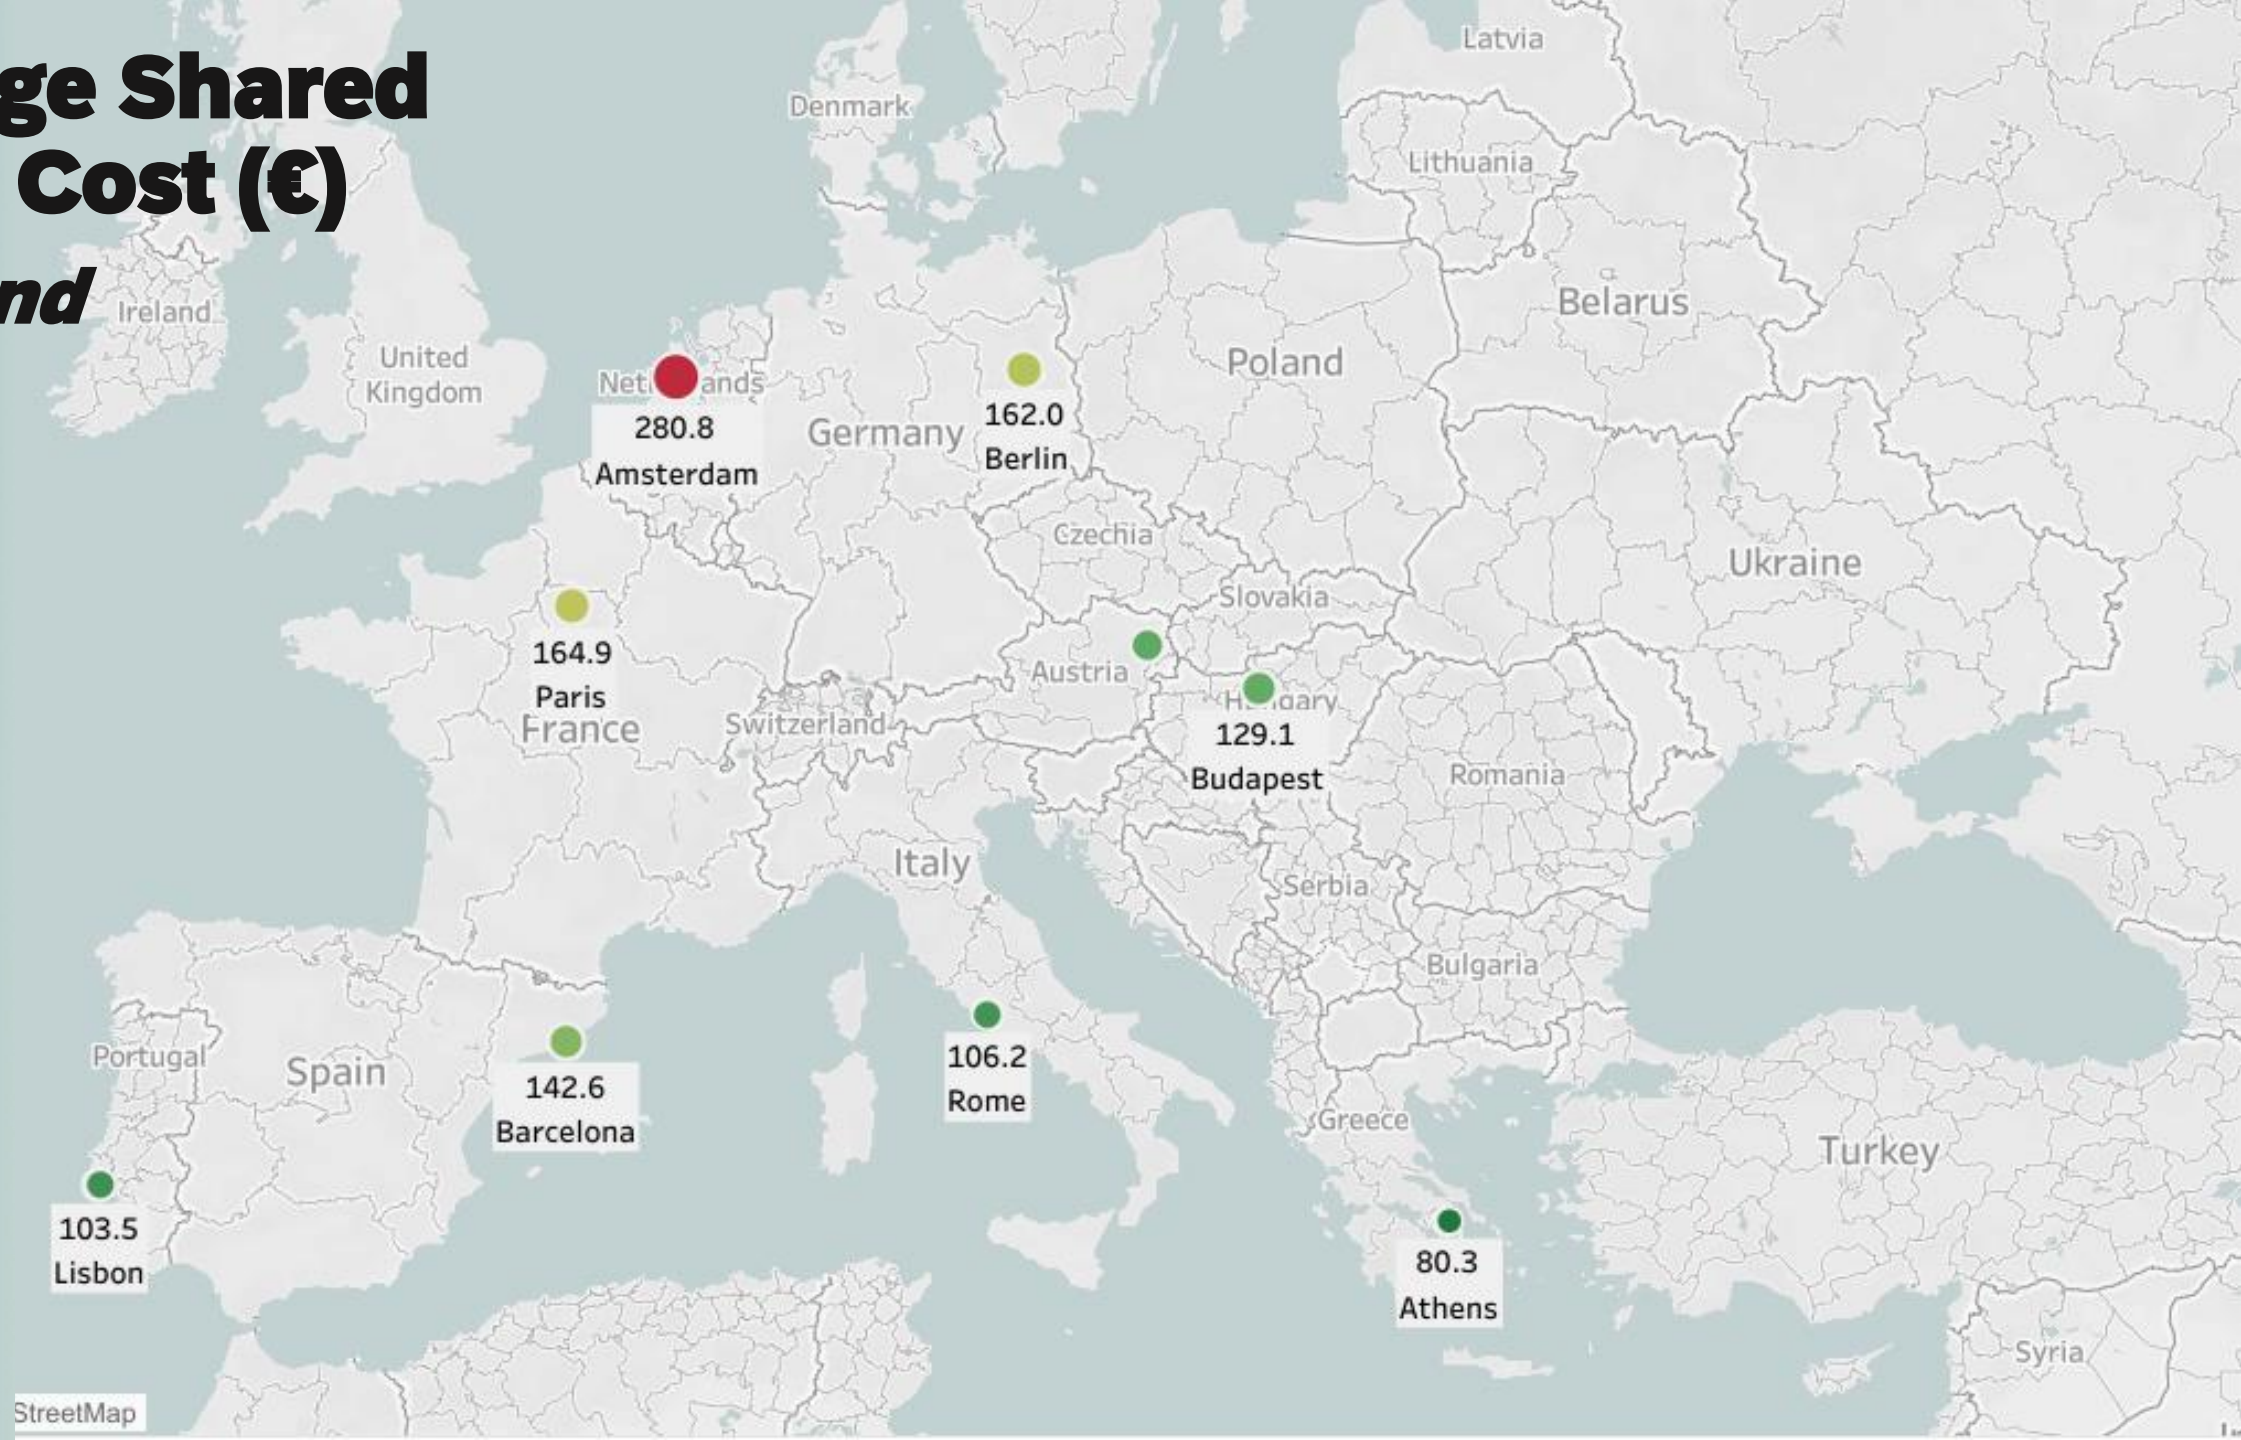 ge Shared
Cost (€)
nd
Latvia
Denmark
Lithuania
Ireland
Belarus
United
Kingdom
Poland
280.8
Amsterdam
Germany
162.0
Berlin
Czechia
Ukraine
Slovakia
164.9
Paris
France
Austria
Switzerland
129.1
Budapest
Romania
Italy
Serbia
Bulgaria
Portugal
Spain
142.6
Barcelona
106.2
Rome
Greece
Turkey
103.5
Lisbon
80.3
Athens
Syria
StreetMap